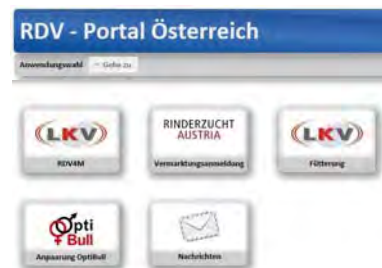 RDV - Portal Österreich
Anwendungswahl
Gehe zu
LKV
RINDERZUCHT
AUSTRIA
LKV
RDV4M
Vermarktungsanmeldung
Fütterung
Opti
Bull
Anpaarung OptiBull
Nachrichten